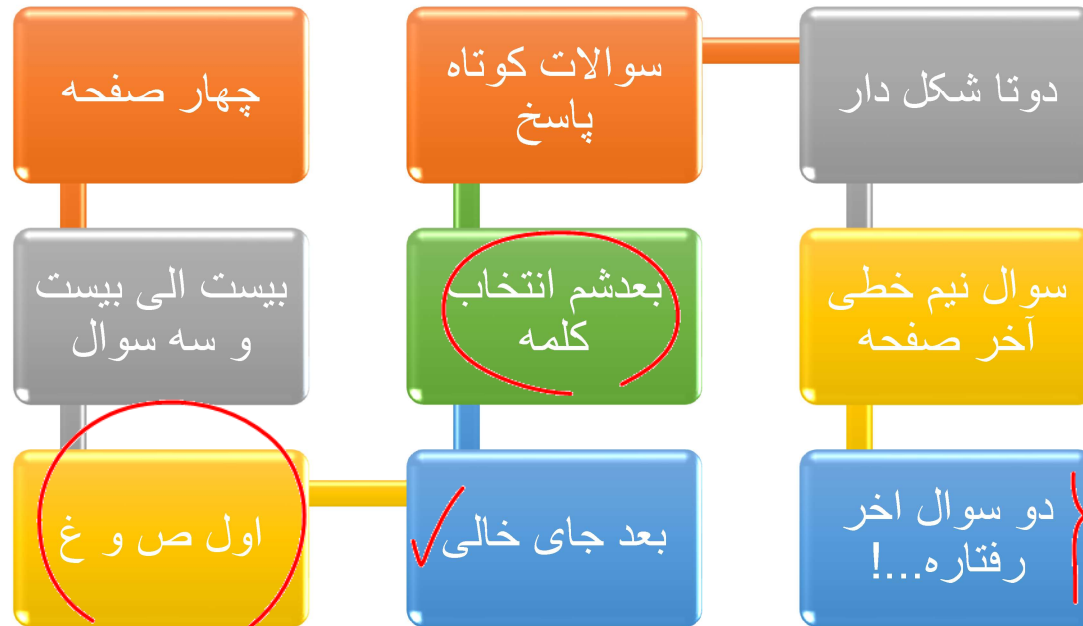 چهار صفحه
بیست الی بیست
و سه سوال
اول ص و غ
بعد جای خالی
بعدشم انتخاب
کلمه
سوالات کوتاه
پاسخ
دوتا شکل دار
سوال نیم خطی
آخر صفحه
دو سوال اخر
رفتاره...!